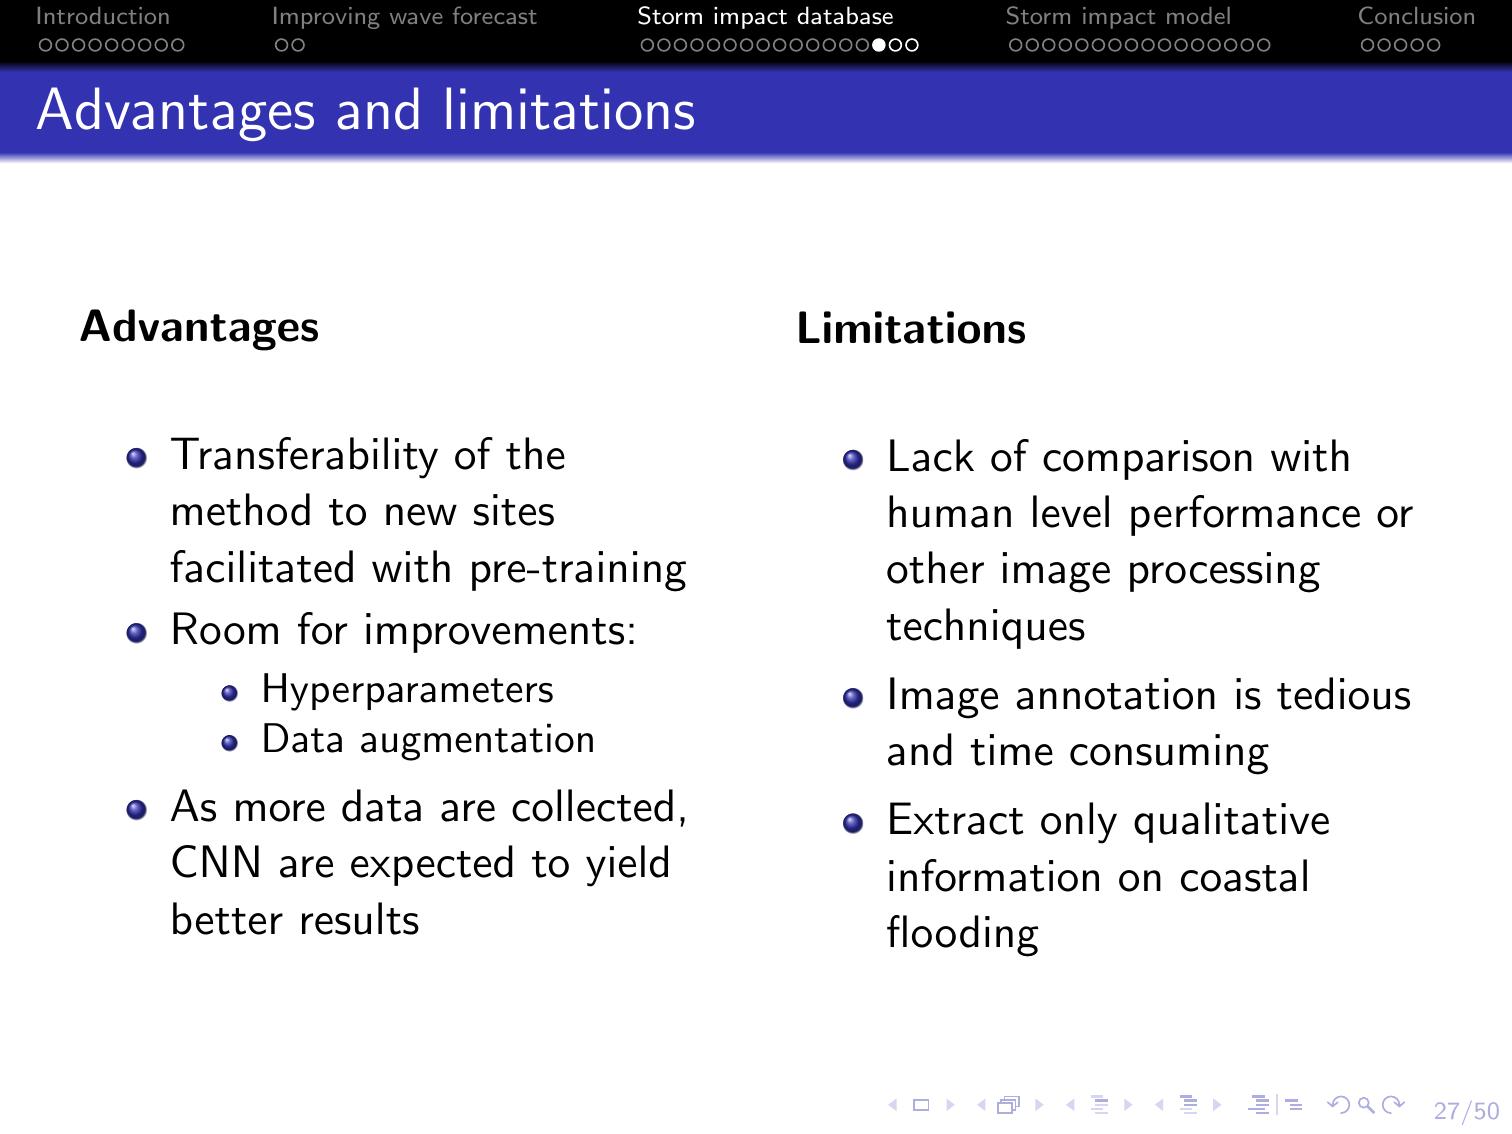 Introduction
Improving wave forecast
Storm impact database
Storm impact model
Conclusion
Advantages and limitations
Advantages
Transferability of the
method to new sites
facilitated with pre-training
Room for improvements:
Hyperparameters
Data augmentation
As more data are collected,
CNN are expected to yield
better results
Limitations
Lack of comparison with
human level performance or
other image processing
techniques
Image annotation is tedious
and time consuming
Extract only qualitative
information on coastal
flooding
27/50